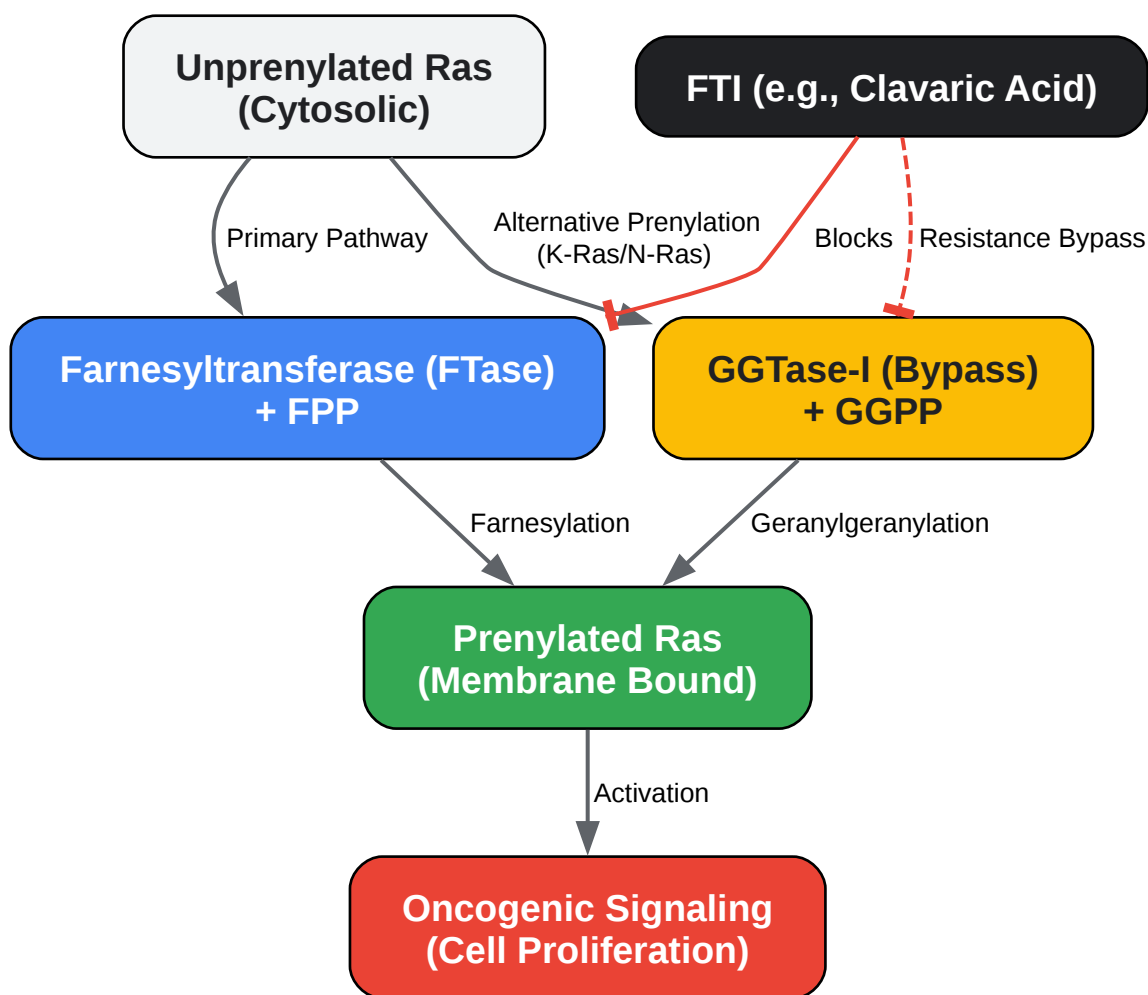 Unprenylated Ras
(Cytosolic)
FTI (e.g., Clavaric Acid)
Primary Pathway
Alternative Prenylation
(K-Ras/N-Ras)
Blocks
Resistance Bypass
Farnesyltransferase (FTase)
+ FPP
GGTase-I (Bypass)
+ GGPP
Farnesylation
Geranylgeranylation
Prenylated Ras
(Membrane Bound)
Activation
Oncogenic Signaling
(Cell Proliferation)